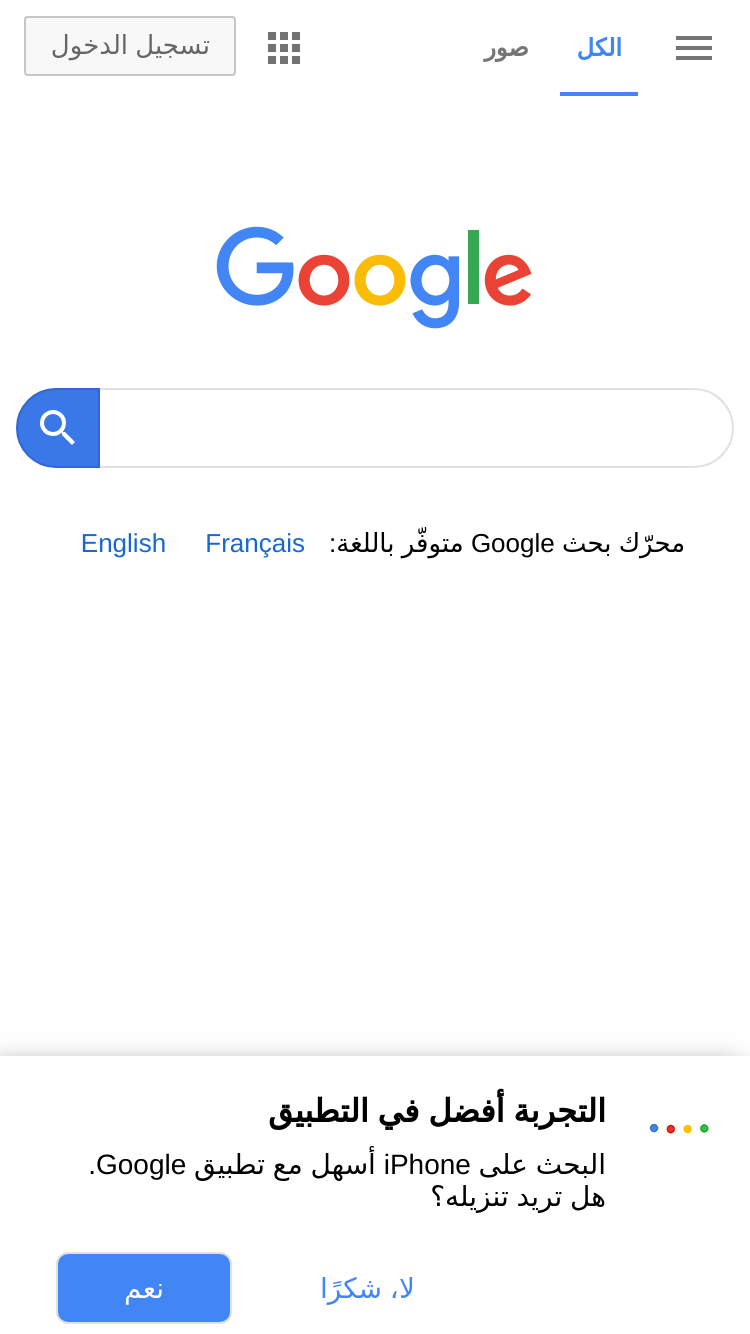 الكل
صور
تسجيل الدخول
Google
محرّك بحث Google متوفّر باللغة: Français English
التجربة أفضل في التطبيق
البحث على iPhone أسهل مع تطبيق Google.
هل تريد تنزيله؟
لا، شكرًا
نعم